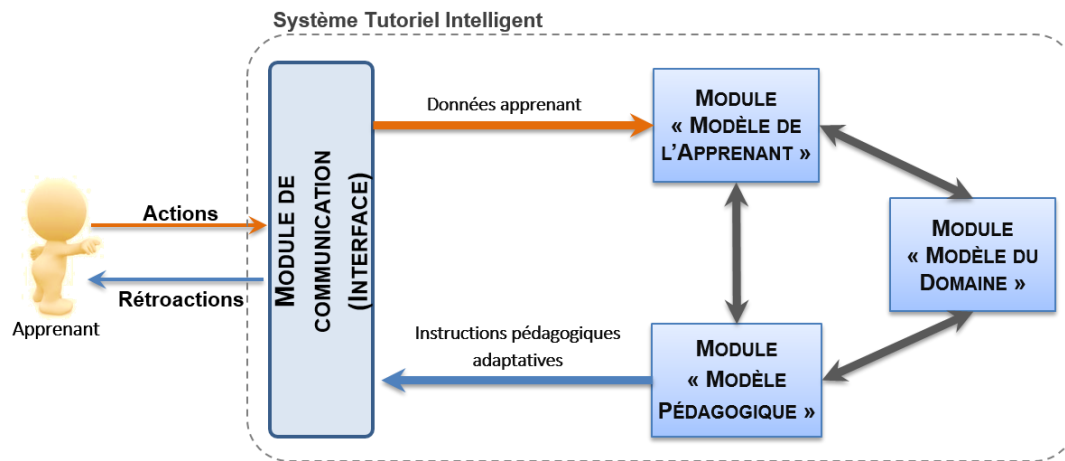 Système Tutoriel Intelligent
Actions
Rétroactions
Apprenant
MODULE DE
COMMUNICATION
(INTERFACE)
Données apprenant
Instructions pédagogiques
adaptatives
MODULE
« MODÈLE DE
L'APPRENANT »
MODULE
« MODÈLE DU
DOMAINE »
MODULE
« MODÈLE
PÉDAGOGIQUE »